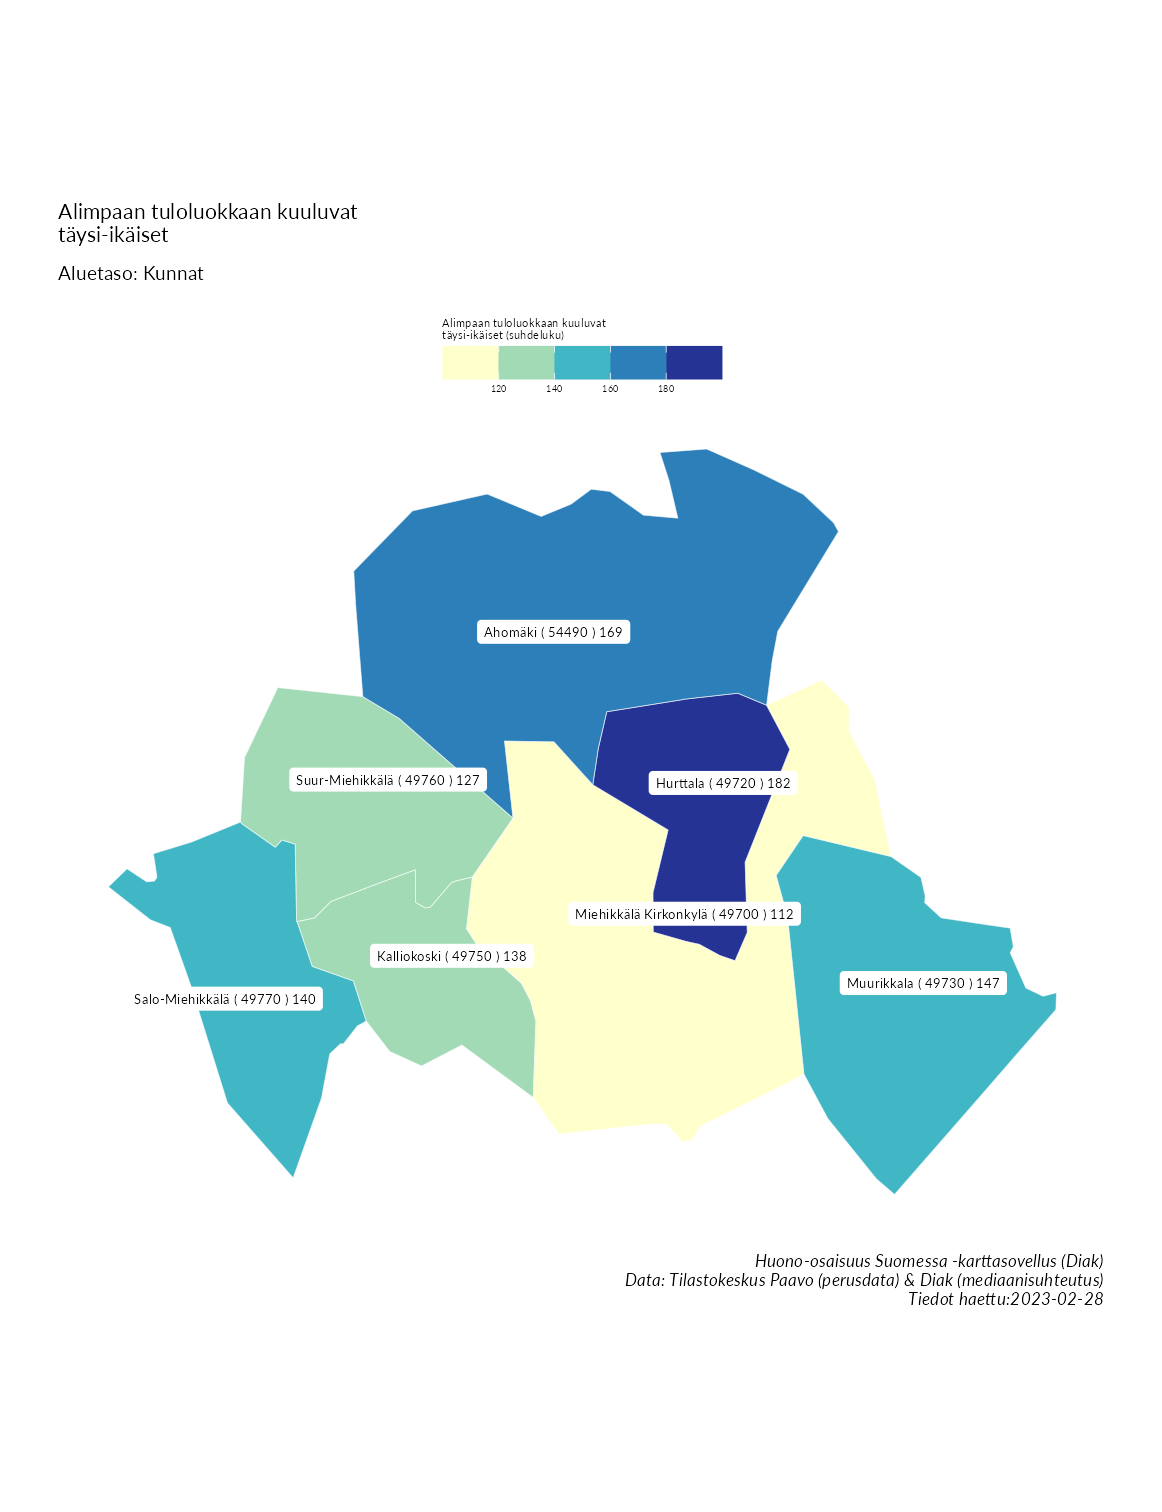 Alimpaan tuloluokkaan kuuluvat
täysi-ikäiset
Aluetaso: Kunnat
Alimpaan tuloluokkaan kuuluvat
täysi-ikäiset (suhdeluku)
120 140 160 180
Ahomäki ( 54490 ) 169
Suur-Miehikkälä ( 49760 ) 127
Hurttala ( 49720 ) 182
Miehikkälä Kirkonkylä ( 49700 ) 112
Kalliokoski ( 49750 ) 138
Muurikkala ( 49730 ) 147
Salo-Miehikkälä ( 49770 ) 140
Huono-osaisuus Suomessa -karttasovellus (Diak)
Data: Tilastokeskus Paavo (perusdata) & Diak (mediaanisuhteutus)
Tiedot haettu:2023-02-28